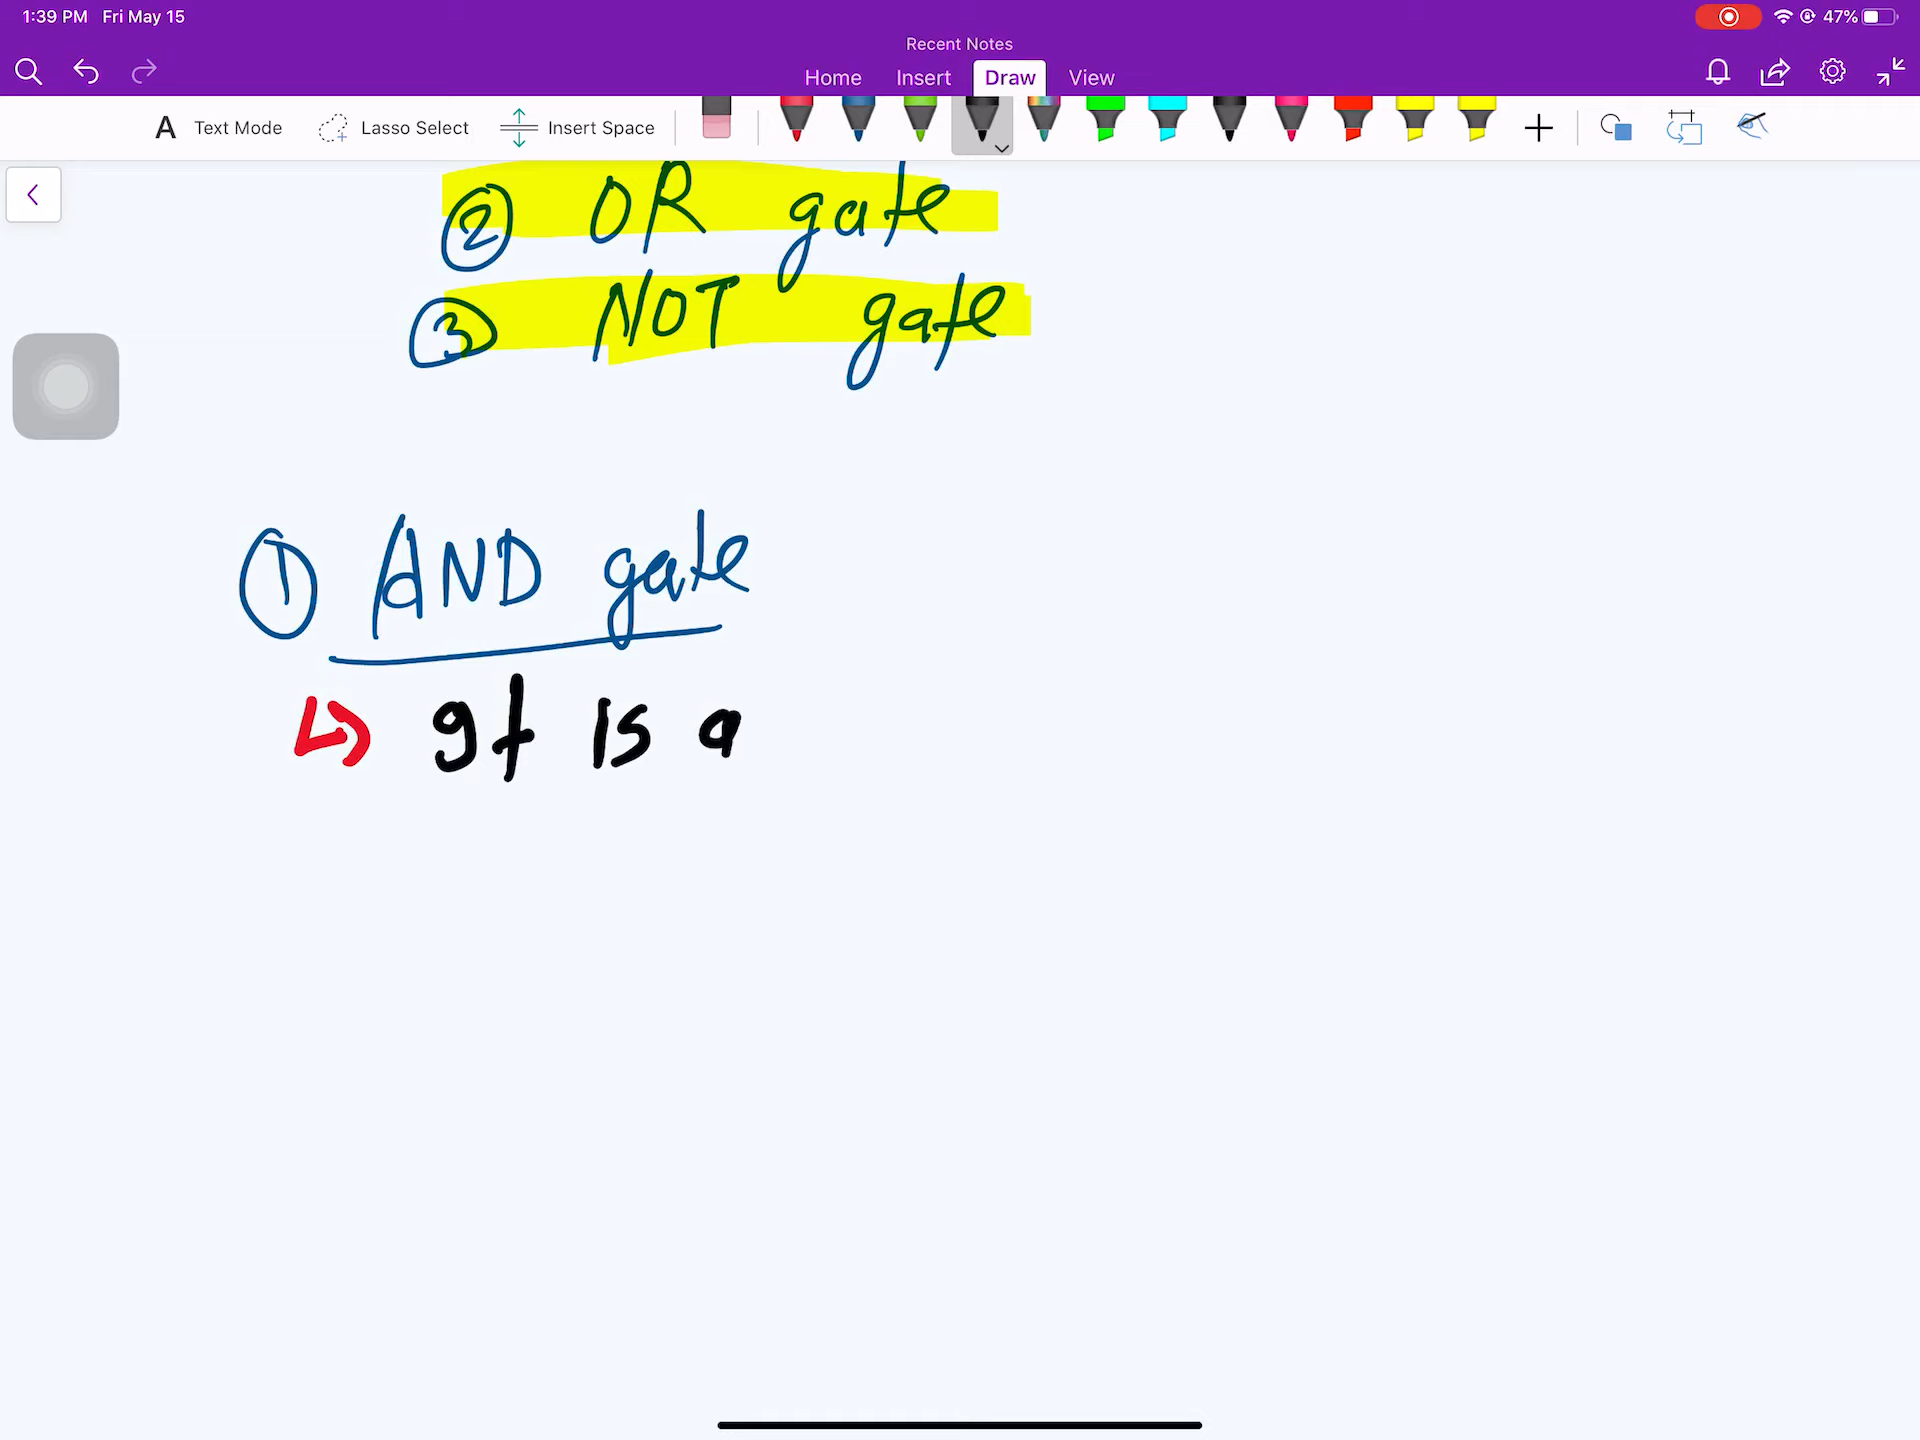 1:39 PM Fri May 15
47%
Recent Notes
Home Insert Draw View
A Text Mode Lasso Select Insert Space
2 OR gate
3 NOT gate
1 AND gate
It is a